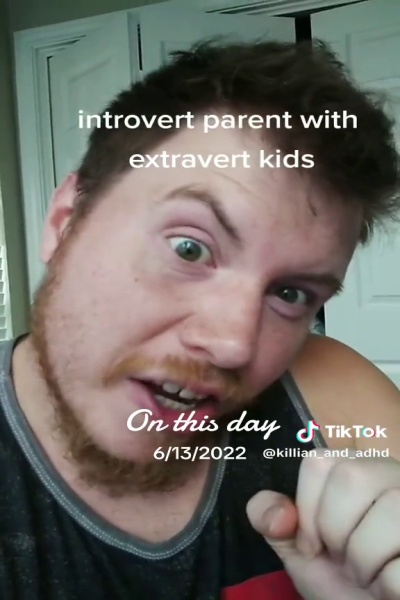 introvert parent with
extravert kids
On this day
TikTok
6/13/2022
@killian_and_adhd